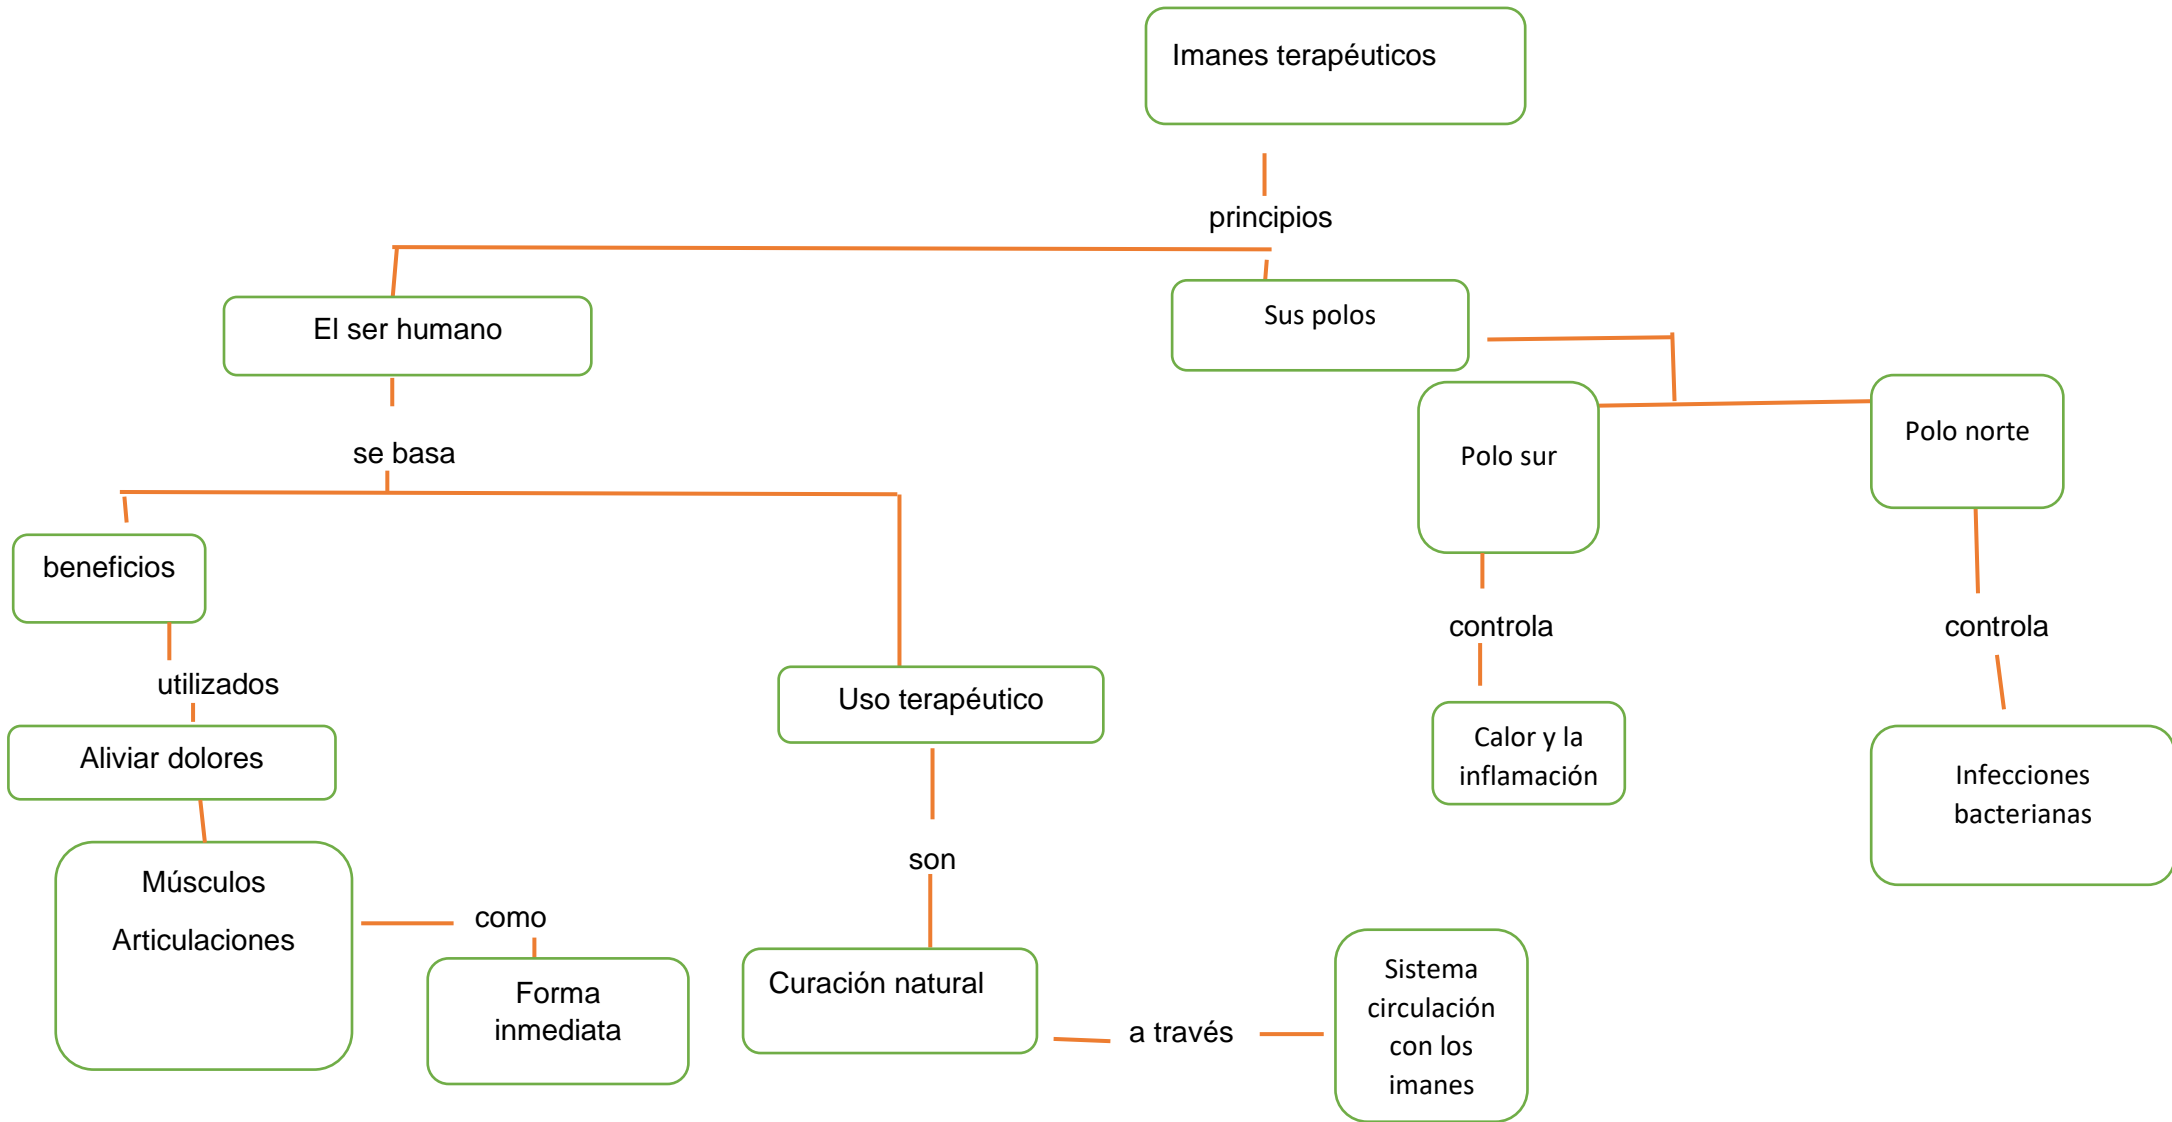 Imanes terapéuticos
principios
El ser humano
Sus polos
Polo sur
Polo norte
se basa
beneficios
controla
controla
utilizados
Uso terapéutico
Aliviar dolores
Calor y la
inflamación
Infecciones
bacterianas
son
Músculos
Articulaciones
como
Forma
inmediata
Curación natural
a través
Sistema
circulación
con los
imanes